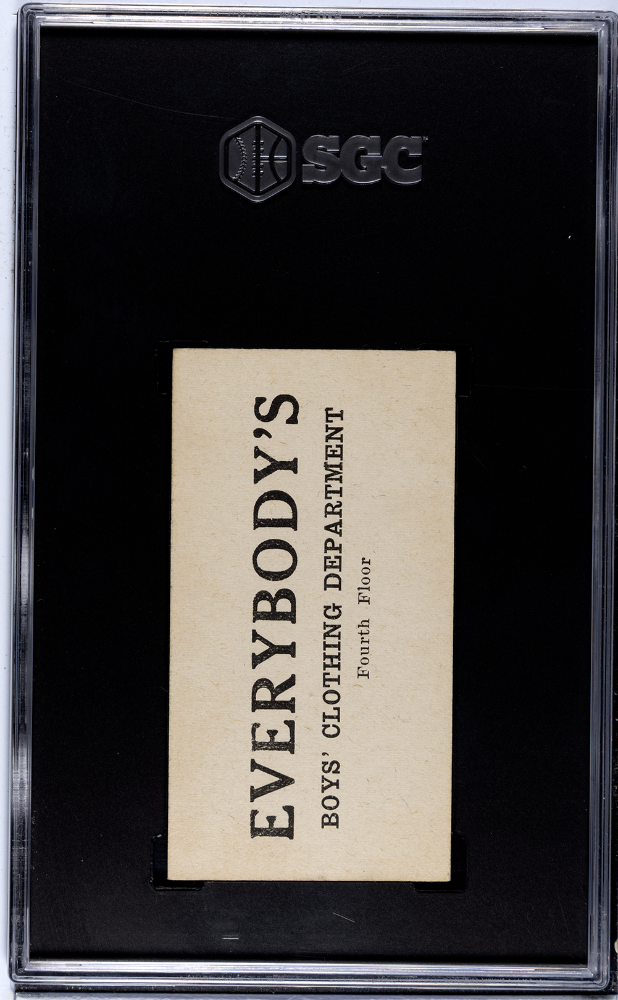 SGC
EVERYBODY'S
BOYS' CLOTHING DEPARTMENT
Fourth Floor